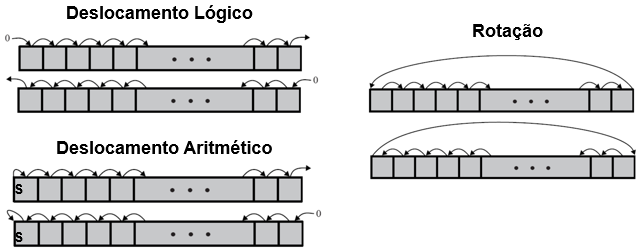 Deslocamento Lógico
0
0
Deslocamento Aritmético
S
S
0
Rotação